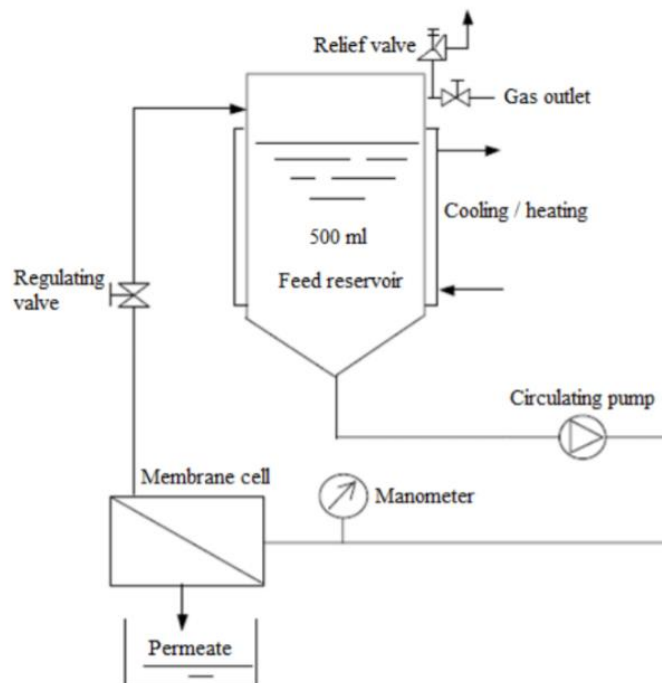 Relief valve
Gas outlet
Cooling / heating
500 ml
Feed reservoir
Regulating
valve
Circulating pump
Membrane cell
Manometer
Permeate